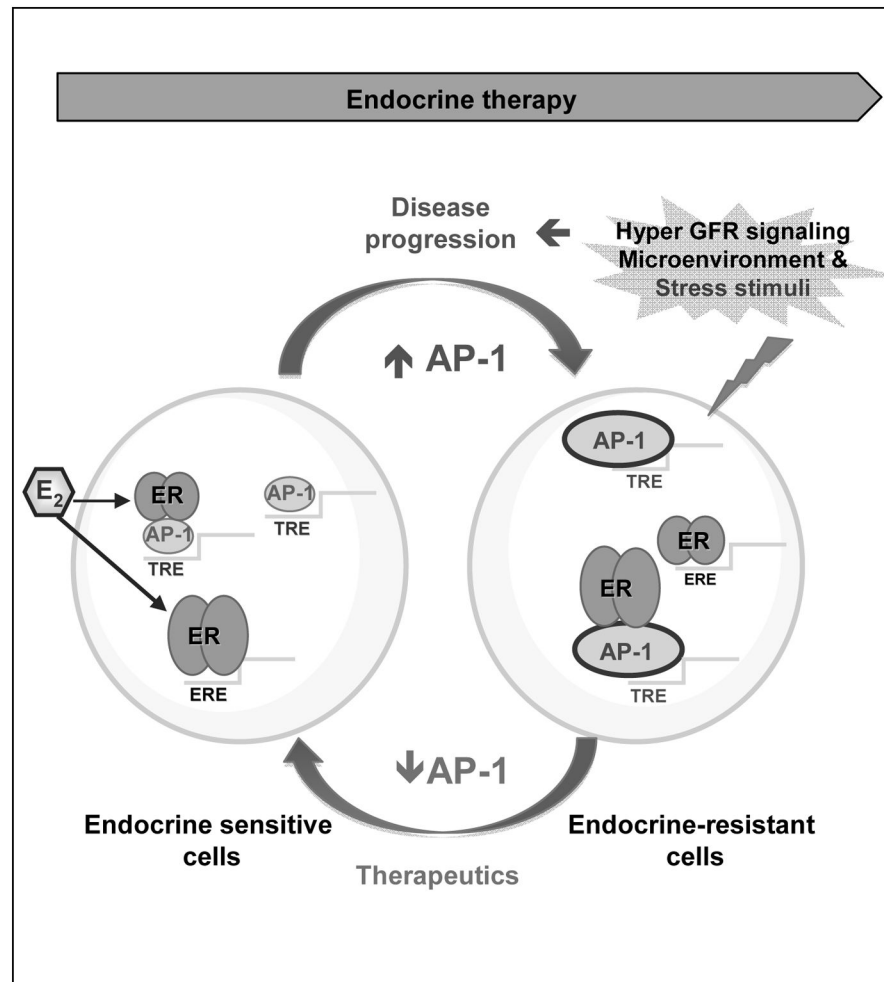 Endocrine therapy
Disease
progression
Hyper GFR signaling
Microenvironment &
Stress stimuli
↑ AP-1
E₂
ER
AP-1
TRE
AP-1
TRE
ER
ERE
AP-1
TRE
ER
ERE
ER
AP-1
TRE
↓ AP-1
Endocrine sensitive
cells
Endocrine-resistant
cells
Therapeutics